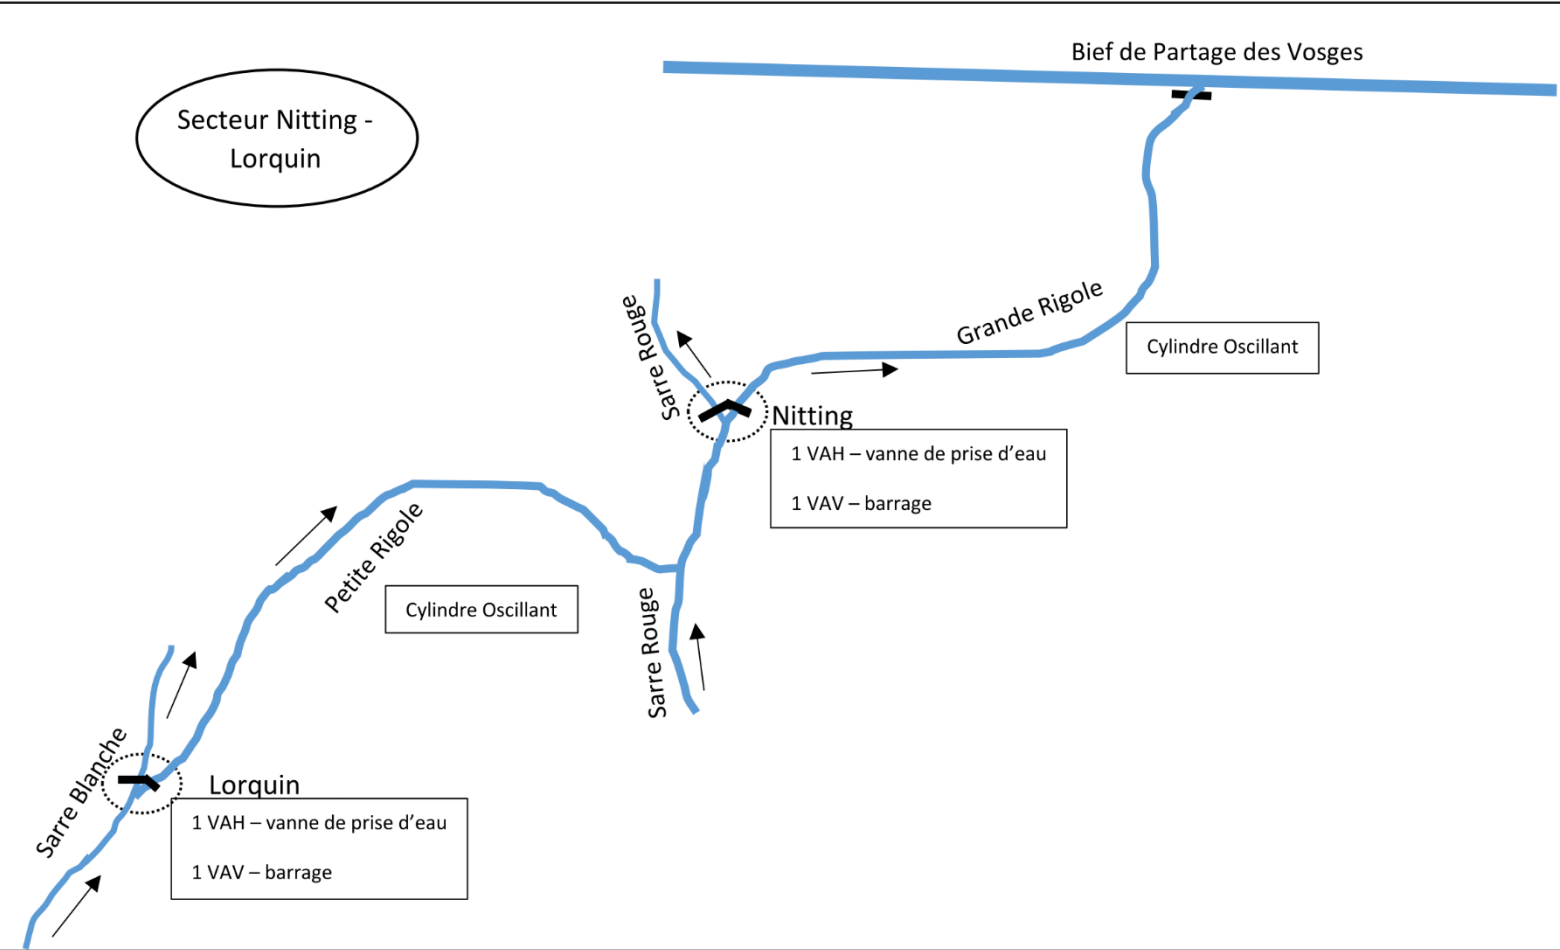 Bief de Partage des Vosges
Secteur Nitting -
Lorquin
Sarre Rouge
Grande Rigole
Cylindre Oscillant
Nitting
1 VAH – vanne de prise d’eau
1 VAV – barrage
Petite Rigole
Cylindre Oscillant
Sarre Rouge
Sarre Blanche
Lorquin
1 VAH – vanne de prise d’eau
1 VAV – barrage